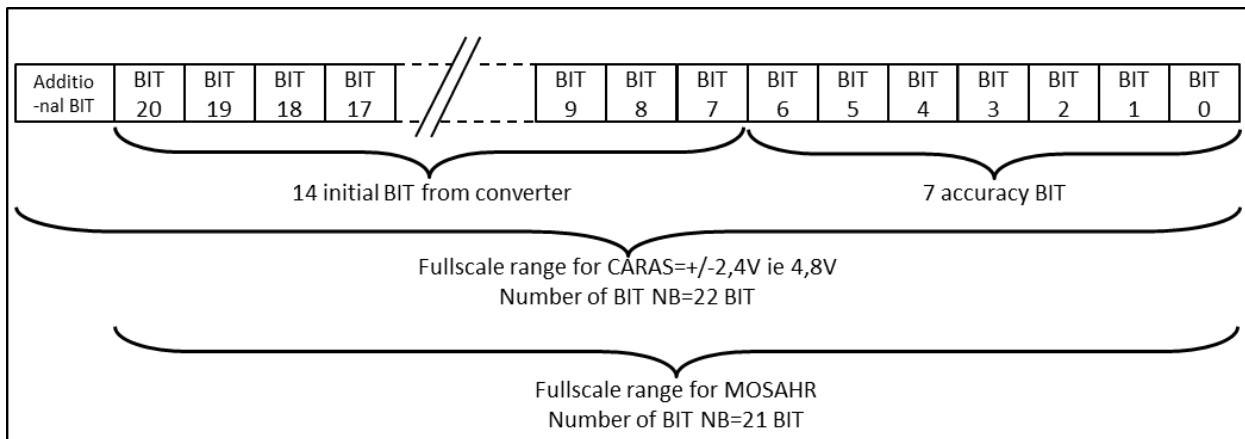 Additio
-nal BIT
BIT
20
BIT
19
BIT
18
BIT
17
BIT
9
BIT
8
BIT
7
BIT
6
BIT
5
BIT
4
BIT
3
BIT
2
BIT
1
BIT
0
14 initial BIT from converter
7 accuracy BIT
Fullscale range for CARAS=+/-2,4V ie 4,8V
Number of BIT NB=22 BIT
Fullscale range for MOSAHR
Number of BIT NB=21 BIT